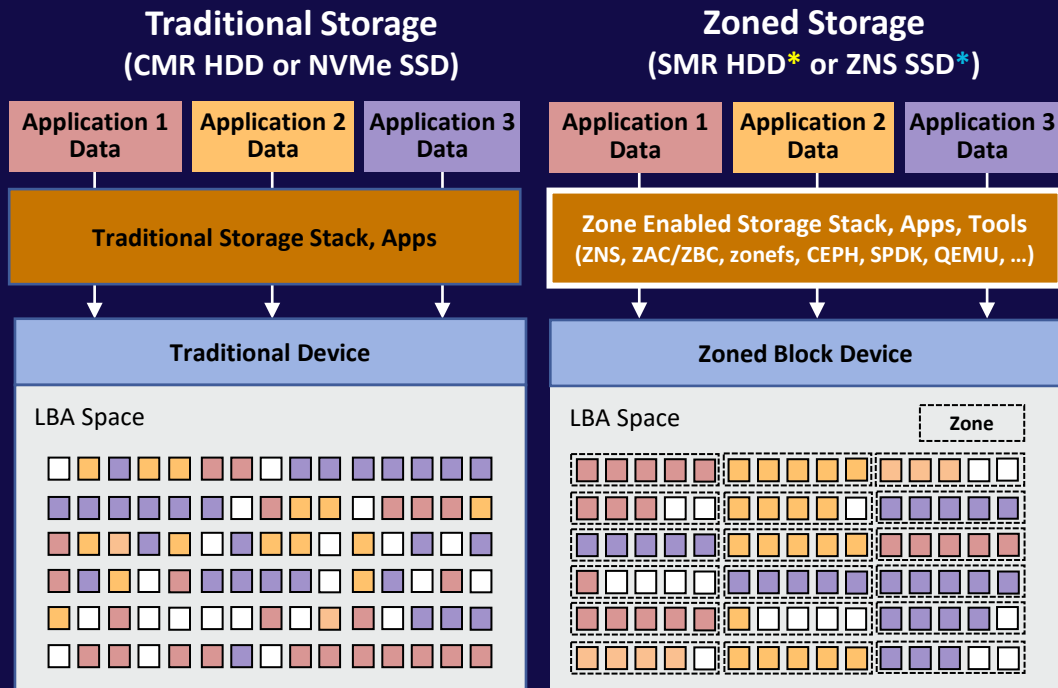 Traditional Storage
(CMR HDD or NVMe SSD)
Application 1
Data
Application 2
Data
Application 3
Data
Traditional Storage Stack, Apps
Traditional Device
LBA Space
Zoned Storage
(SMR HDD* or ZNS SSD*)
Application 1
Data
Application 2
Data
Application 3
Data
Zone Enabled Storage Stack, Apps, Tools
(ZNS, ZAC/ZBC, zonefs, CEPH, SPDK, QEMU, ...)
Zoned Block Device
LBA Space
Zone